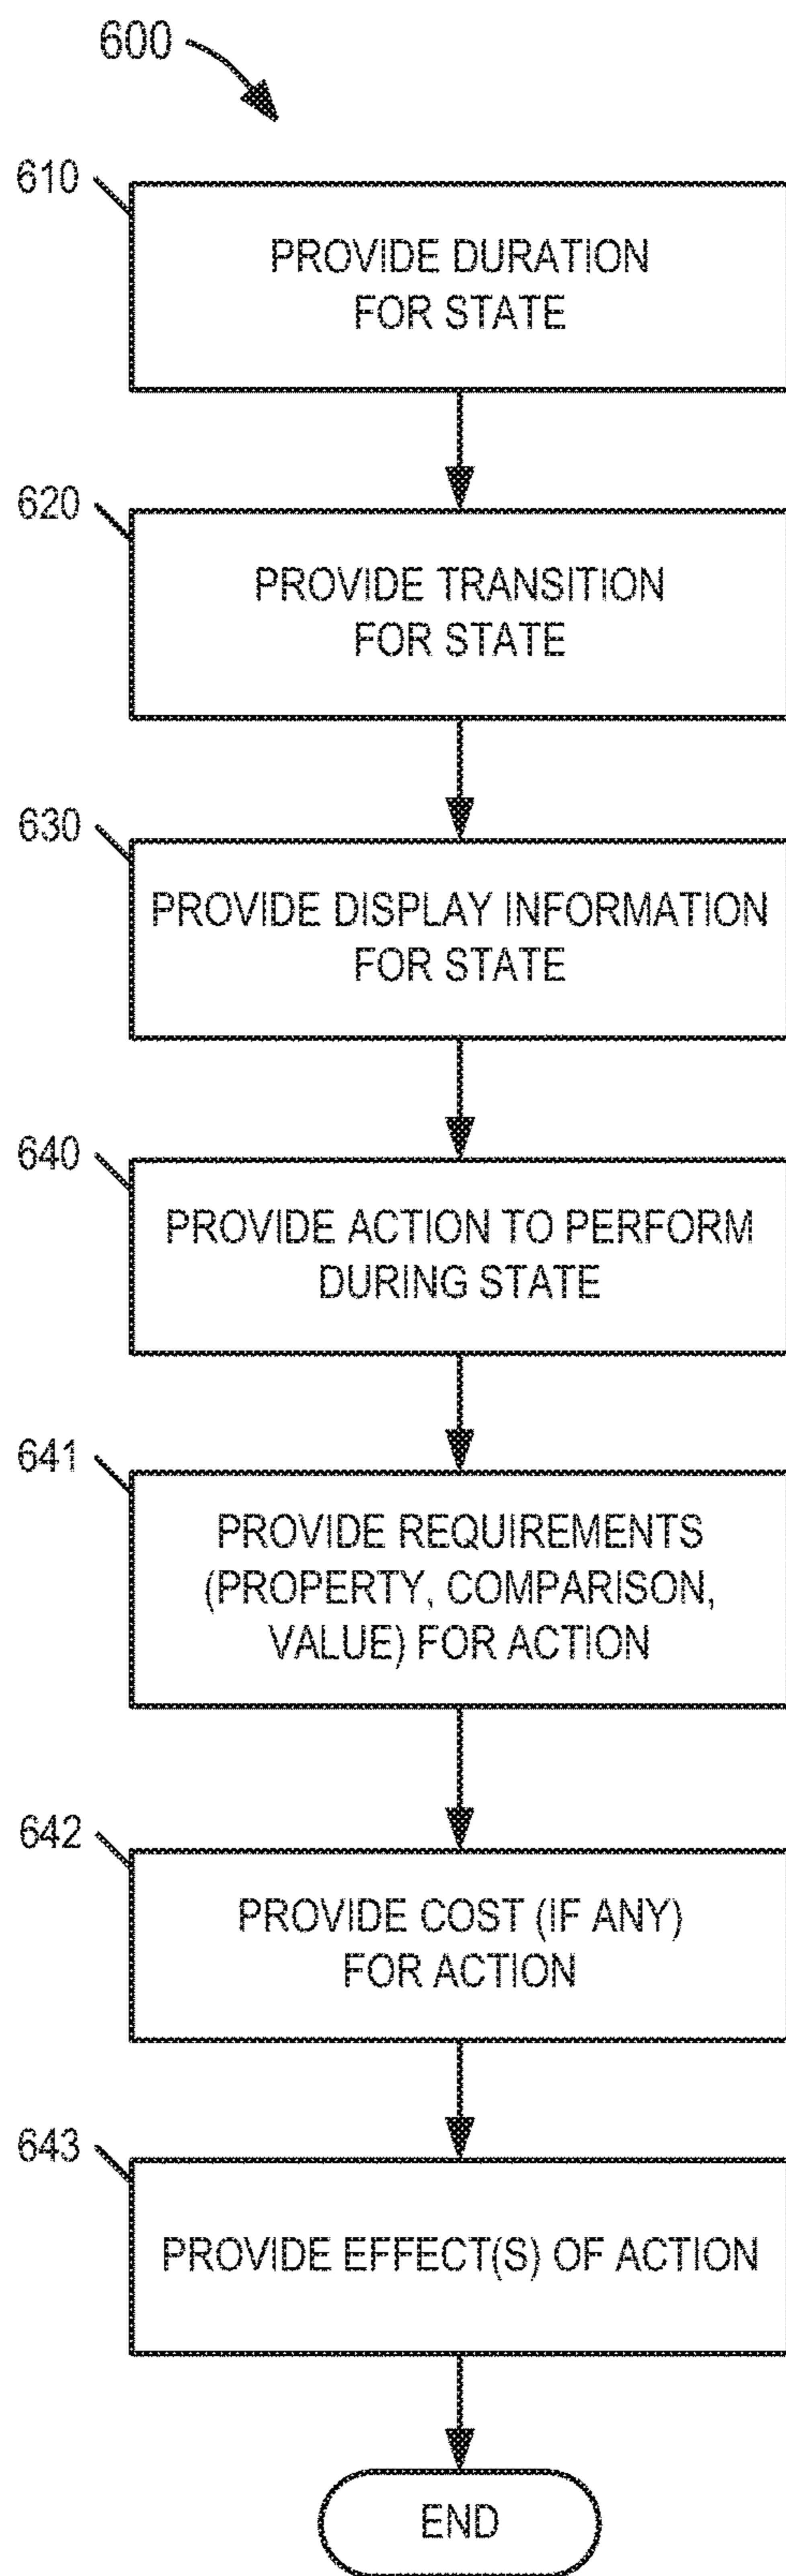 600
610
PROVIDE DURATION
FOR STATE
620
PROVIDE TRANSITION
FOR STATE
630
PROVIDE DISPLAY INFORMATION
FOR STATE
640
PROVIDE ACTION TO PERFORM
DURING STATE
641
PROVIDE REQUIREMENTS
(PROPERTY, COMPARISON,
VALUE) FOR ACTION
642
PROVIDE COST (IF ANY)
FOR ACTION
643
PROVIDE EFFECT(S) OF ACTION
END